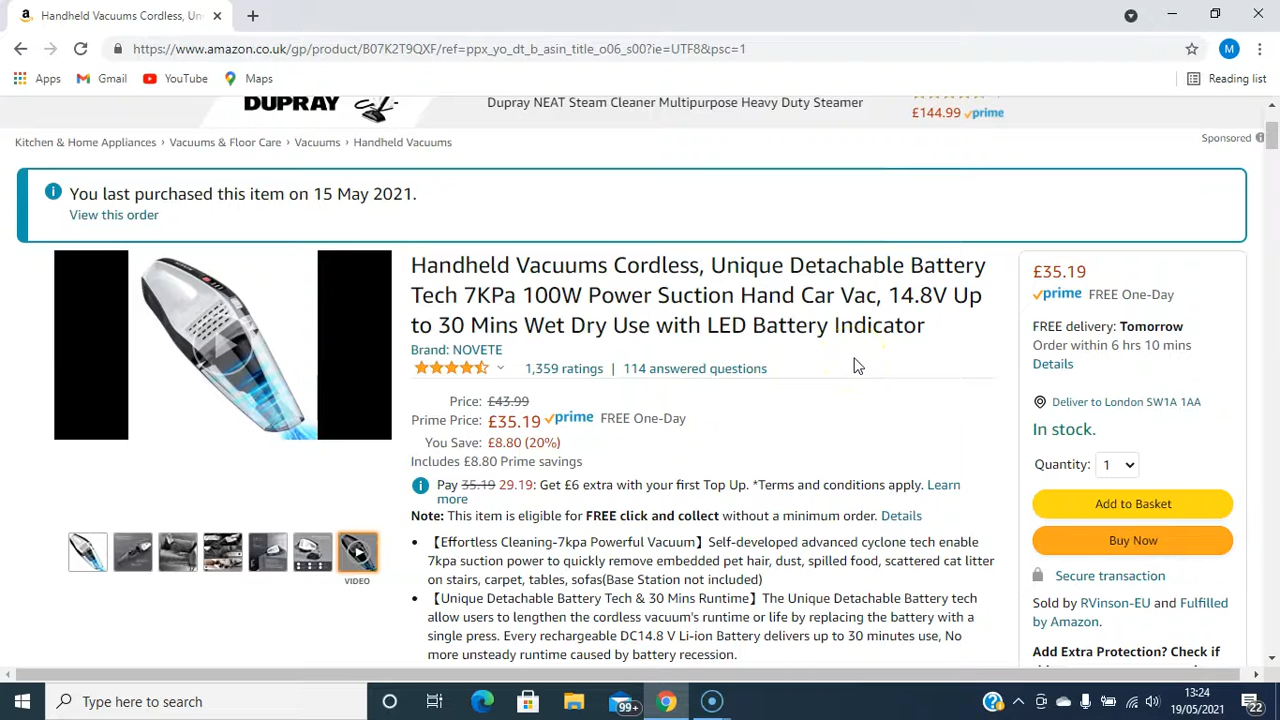 Handheld Vacuums Cordless, Un
https://www.amazon.co.uk/gp/product/B07K2T9QXF/ref=ppx_yo_dt_b_asin_title_o06_s00?ie=UTF8&psc=1
M
Apps Gmail YouTube Maps Reading list
DUPRAY
Dupray NEAT Steam Cleaner Multipurpose Heavy Duty Steamer
£144.99 prime
Kitchen & Home Appliances › Vacuums & Floor Care › Vacuums › Handheld Vacuums
Sponsored
You last purchased this item on 15 May 2021.
View this order
Handheld Vacuums Cordless, Unique Detachable Battery
Tech 7KPa 100W Power Suction Hand Car Vac, 14.8V Up
to 30 Mins Wet Dry Use with LED Battery Indicator
Brand: NOVETE
1,359 ratings | 114 answered questions
Price: £43.99
Prime Price: £35.19 prime FREE One-Day
You Save: £8.80 (20%)
Includes £8.80 Prime savings
Pay 35.19 29.19: Get £6 extra with your first Top Up. *Terms and conditions apply. Learn
more
Note: This item is eligible for FREE click and collect without a minimum order. Details
• 【Effortless Cleaning-7kpa Powerful Vacuum】Self-developed advanced cyclone tech enable
7kpa suction power to quickly remove embedded pet hair, dust, spilled food, scattered cat litter
on stairs, carpet, tables, sofas(Base Station not included)
• 【Unique Detachable Battery Tech & 30 Mins Runtime】The Unique Detachable Battery tech
allow users to lengthen the cordless vacuum's runtime or life by replacing the battery with a
single press. Every rechargeable DC14.8 V Li-ion Battery delivers up to 30 minutes use, No
more unsteady runtime caused by battery recession.
VIDEO
£35.19
prime FREE One-Day
FREE delivery: Tomorrow
Order within 6 hrs 10 mins
Details
Deliver to London SW1A 1AA
In stock.
Quantity: 1
Add to Basket
Buy Now
Secure transaction
Sold by RVinson-EU and Fulfilled
by Amazon.
Add Extra Protection? Check if
Type here to search
99+
13:24
19/05/2021
22